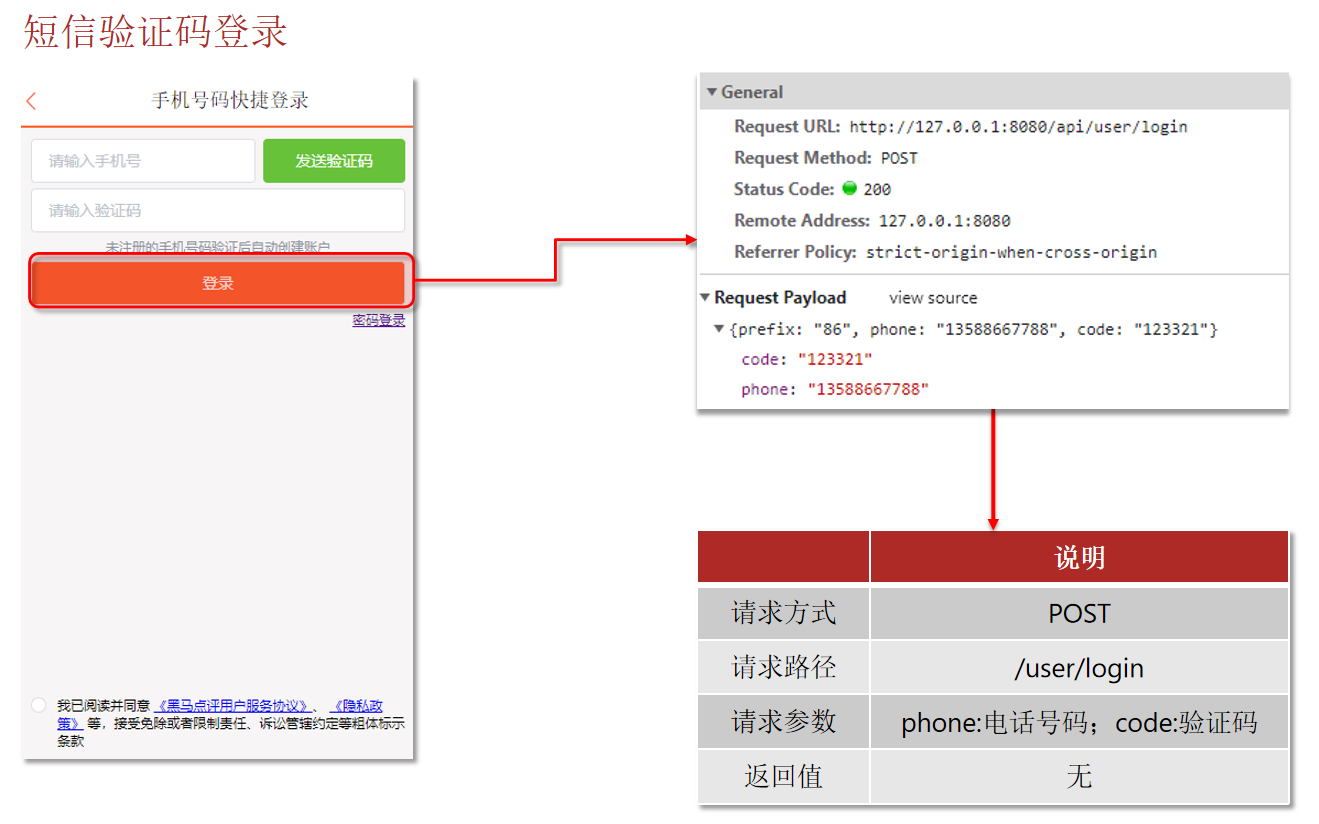 短信验证码登录
手机号码快捷登录
请输入手机号
发送验证码
请输入验证码
未注册的手机号码验证后自动创建账户
登录
密码登录
我已阅读并同意《黑马点评用户服务协议》、《隐私政
策》等，接受免除或者限制责任、诉讼管辖约定等粗体标示
条款
General
Request URL: http://127.0.0.1:8080/api/user/login
Request Method: POST
Status Code: 200
Remote Address: 127.0.0.1:8080
Referrer Policy: strict-origin-when-cross-origin
Request Payload view source
{prefix: "86", phone: "13588667788", code: "123321"}
code: "123321"
phone: "13588667788"
说明
请求方式 POST
请求路径 /user/login
请求参数 phone:电话号码；code:验证码
返回值 无